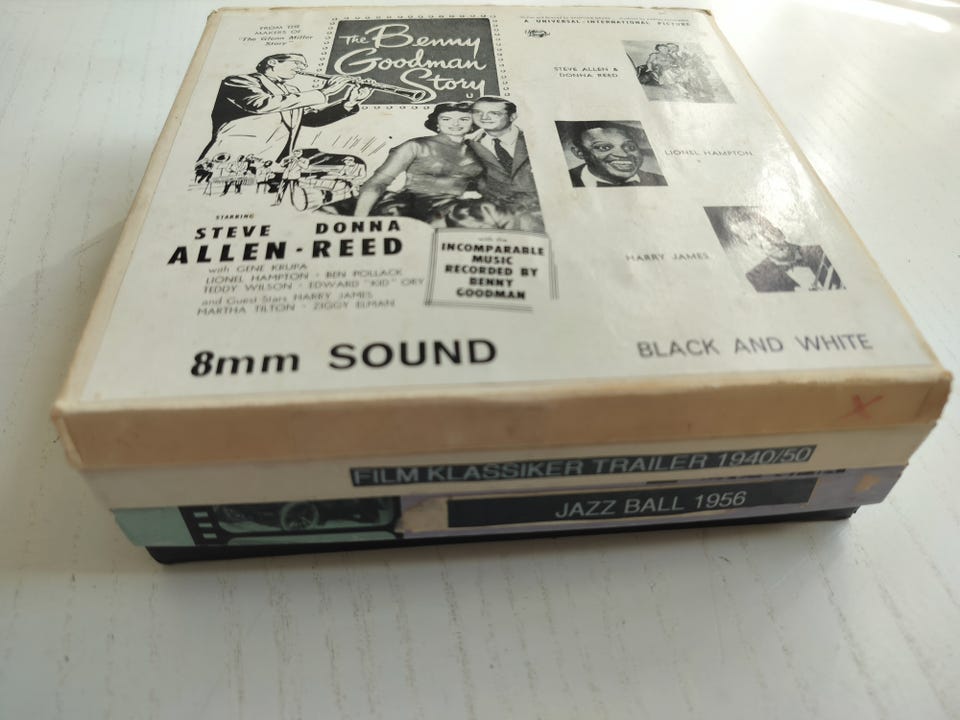 FROM THE
MAKERS OF
"The Glenn Miller
Story"
The Benny
Goodman
Story
A UNIVERSAL-INTERNATIONAL PICTURE
STEVE ALLEN &
DONNA REED
LIONEL HAMPTON
HARRY JAMES
STARRING
STEVE DONNA
ALLEN · REED
with GENE KRUPA
LIONEL HAMPTON · BEN POLLACK
TEDDY WILSON · EDWARD "KID" ORY
and Guest Stars HARRY JAMES
MARTHA TILTON · ZIGGY ELMAN
with the
INCOMPARABLE
MUSIC
RECORDED BY
BENNY
GOODMAN
8mm SOUND
BLACK AND WHITE
X
FILM KLASSIKER TRAILER 1940/50
JAZZ BALL 1956